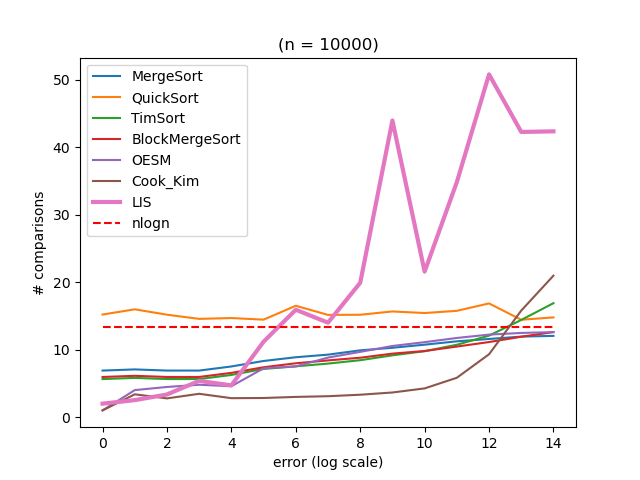 (n = 10000)
MergeSort
QuickSort
TimSort
BlockMergeSort
OESM
Cook_Kim
LIS
nlogn
# comparisons
50
40
30
20
10
0
0 2 4 6 8 10 12 14
error (log scale)